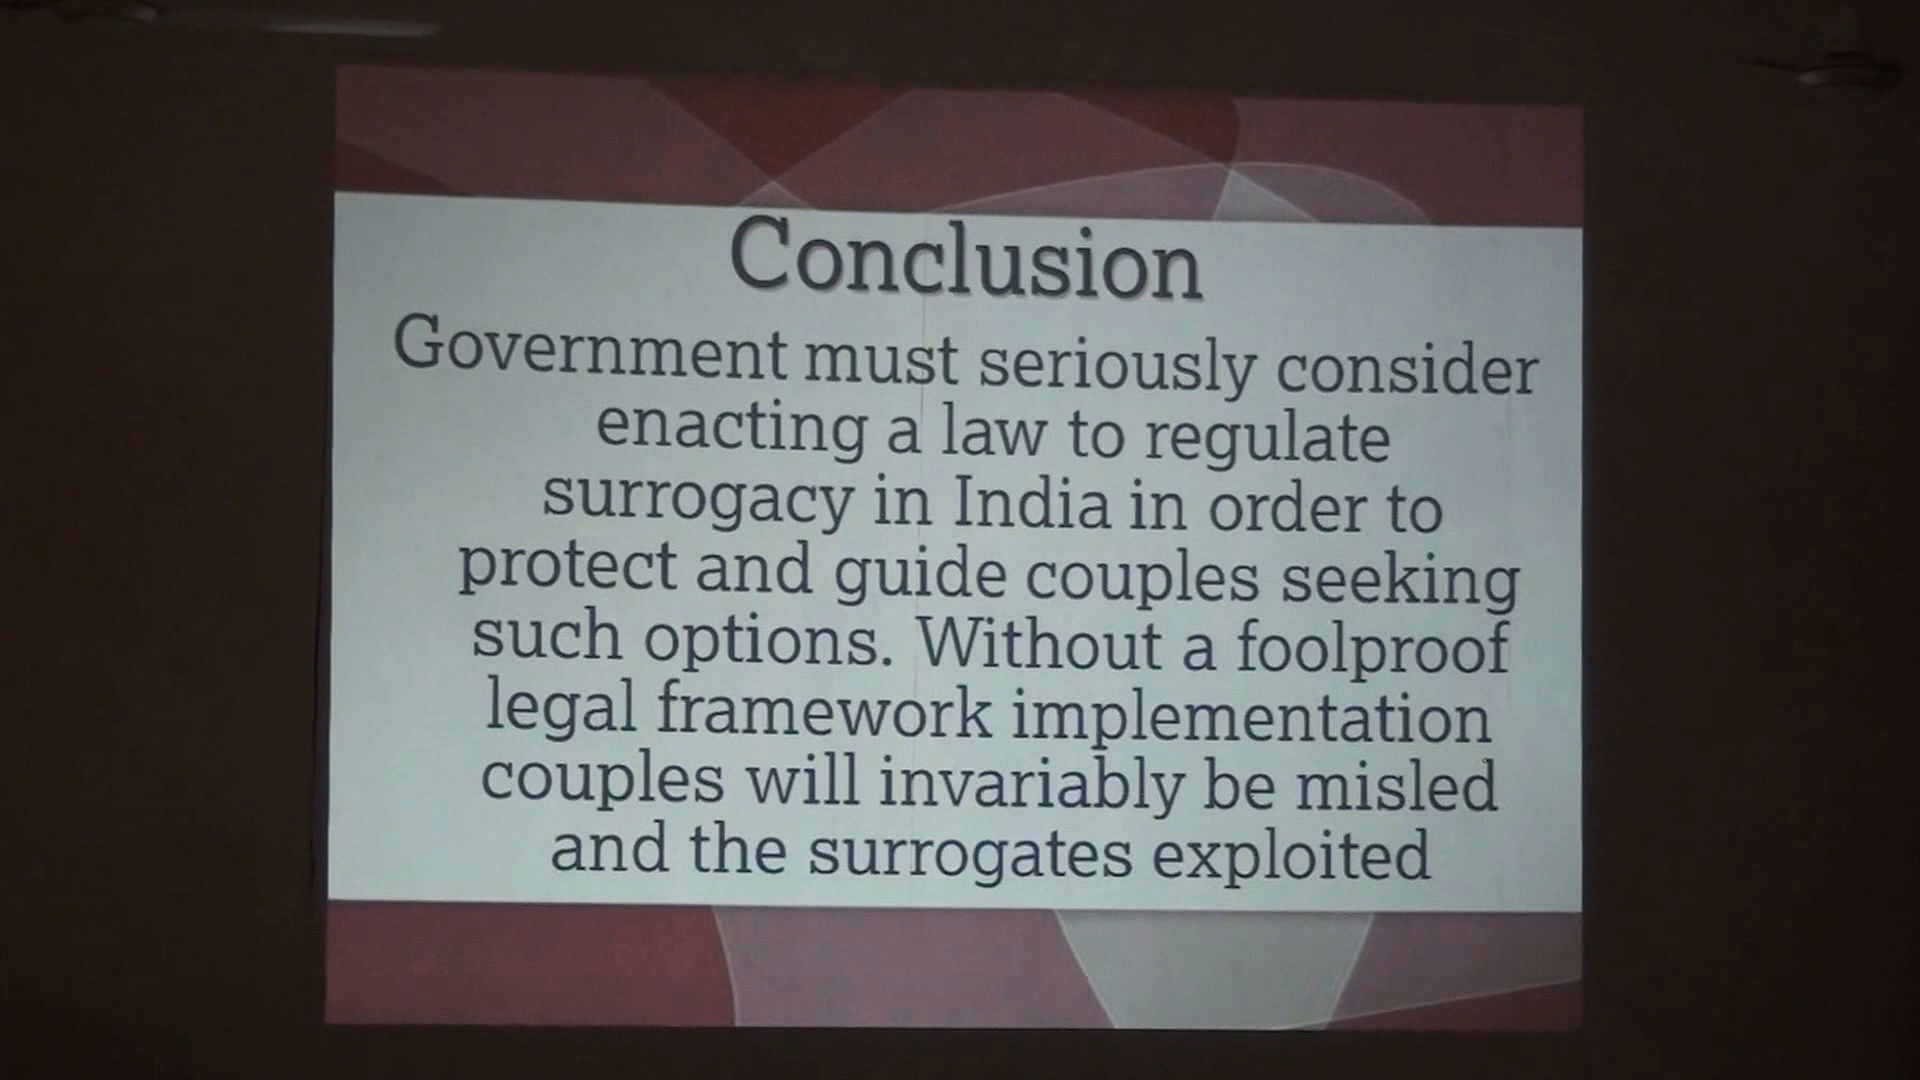 Conclusion
Government must seriously consider
enacting a law to regulate
surrogacy in India in order to
protect and guide couples seeking
such options. Without a foolproof
legal framework implementation
couples will invariably be misled
and the surrogates exploited